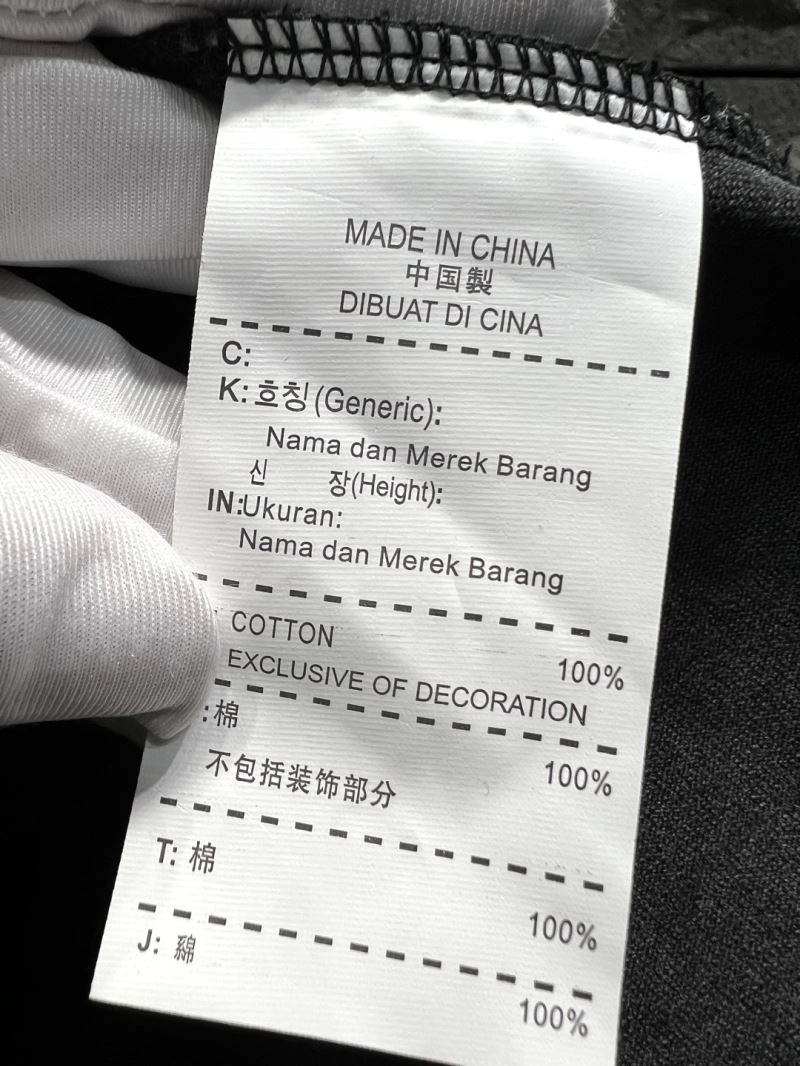 MADE IN CHINA
中国製
DIBUAT DI CINA
C:
K: 호칭(Generic):
Nama dan Merek Barang
신 장(Height):
IN:Ukuran:
Nama dan Merek Barang
COTTON 100%
EXCLUSIVE OF DECORATION
:棉 100%
不包括装饰部分
T: 棉 100%
J: 綿 100%